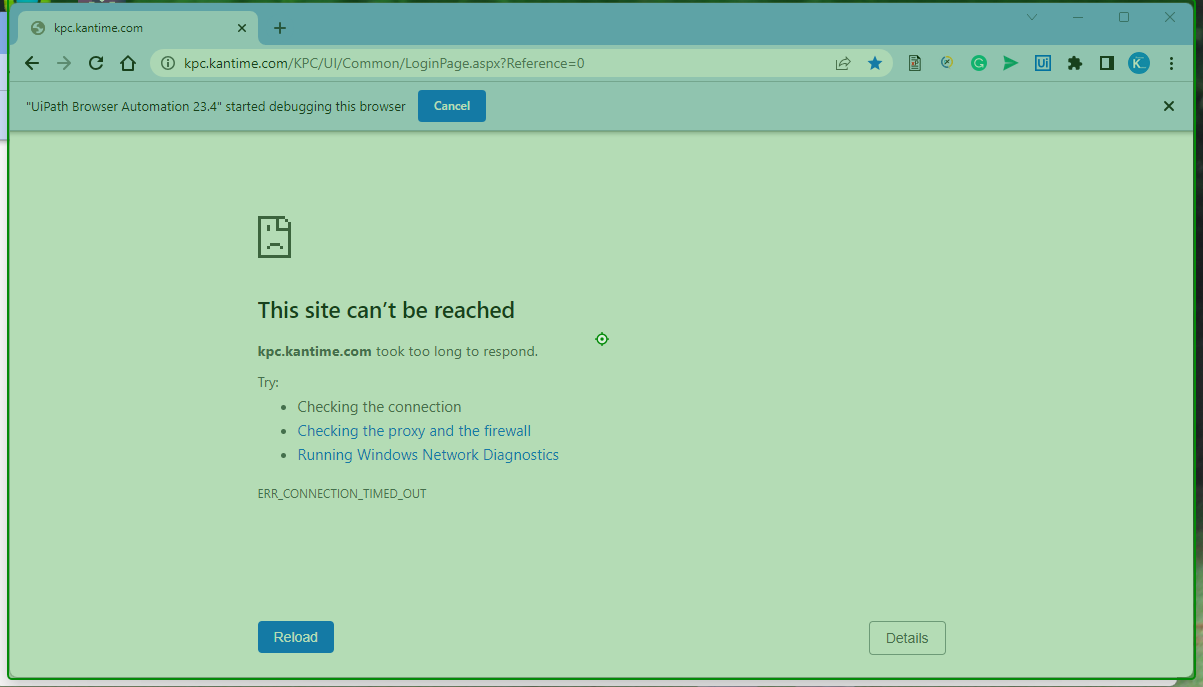 kpc.kantime.com
kpc.kantime.com/KPC/UI/Common/LoginPage.aspx?Reference=0
"UiPath Browser Automation 23.4" started debugging this browser
Cancel
This site can't be reached
kpc.kantime.com took too long to respond.
Try:
• Checking the connection
• Checking the proxy and the firewall
• Running Windows Network Diagnostics
ERR_CONNECTION_TIMED_OUT
Reload
Details